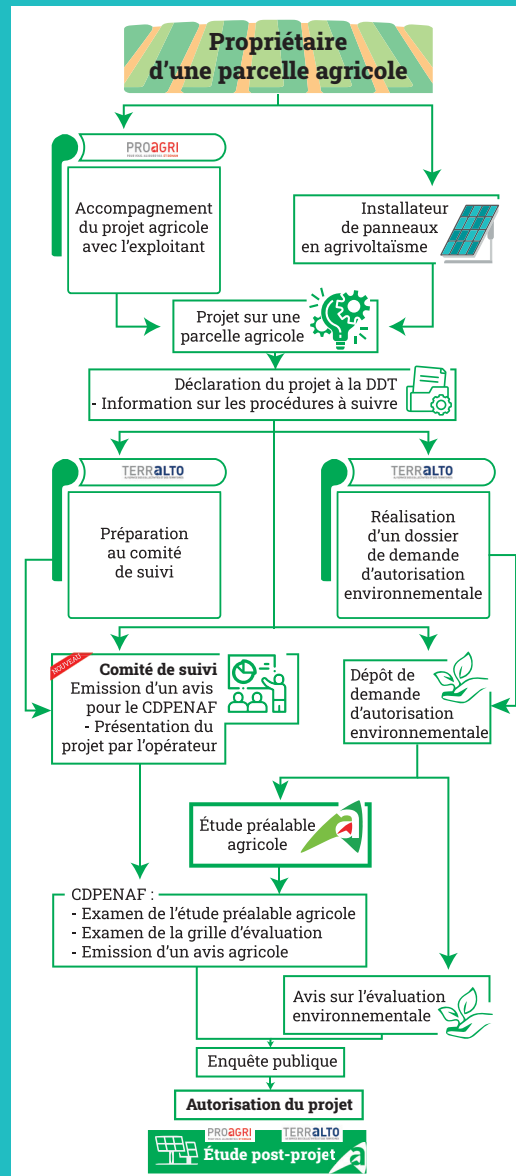 Propriétaire
d'une parcelle agricole
PROAGRI
Accompagnement
du projet agricole
avec l'exploitant
Installateur
de panneaux
en agrivoltaïsme
Projet sur une
parcelle agricole
Déclaration du projet à la DDT
- Information sur les procédures à suivre
TERRALTO
Préparation
au comité
de suivi
TERRALTO
Réalisation
d'un dossier
de demande
d'autorisation
environnementale
NOUVEAU
Comité de suivi
Emission d'un avis
pour le CDPENAF
- Présentation du
projet par l'opérateur
Dépôt de
demande
d'autorisation
environnementale
Étude préalable
agricole
CDPENAF :
- Examen de l'étude préalable agricole
- Examen de la grille d'évaluation
- Emission d'un avis agricole
Avis sur l'évaluation
environnementale
Enquête publique
Autorisation du projet
PROAGRI TERRALTO
Étude post-projet